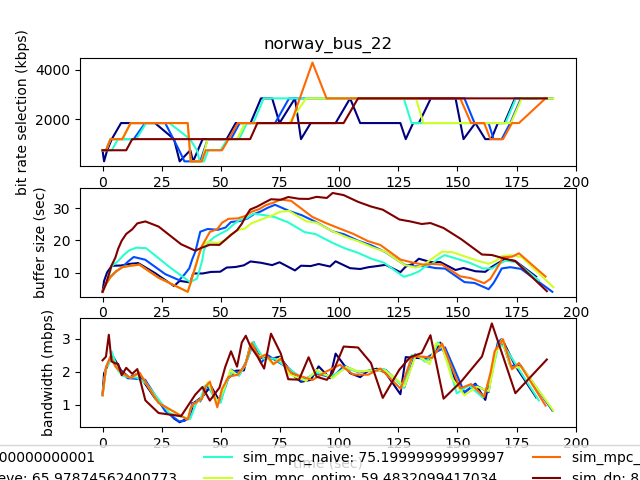 norway_bus_22
bit rate selection (kbps)
4000
2000
0 25 50 75 100 125 150 175 200
buffer size (sec)
30
20
10
0 25 50 75 100 125 150 175 200
bandwidth (mbps)
3
2
1
0 25 50 75 100 125 150 175 200
time (sec)
00000000001 sim_mpc_naive: 75.19999999999997 sim_mpc_
eve: 65.97874562400773 sim_mpc_optim: 59.4832099417034 sim_dp: 8